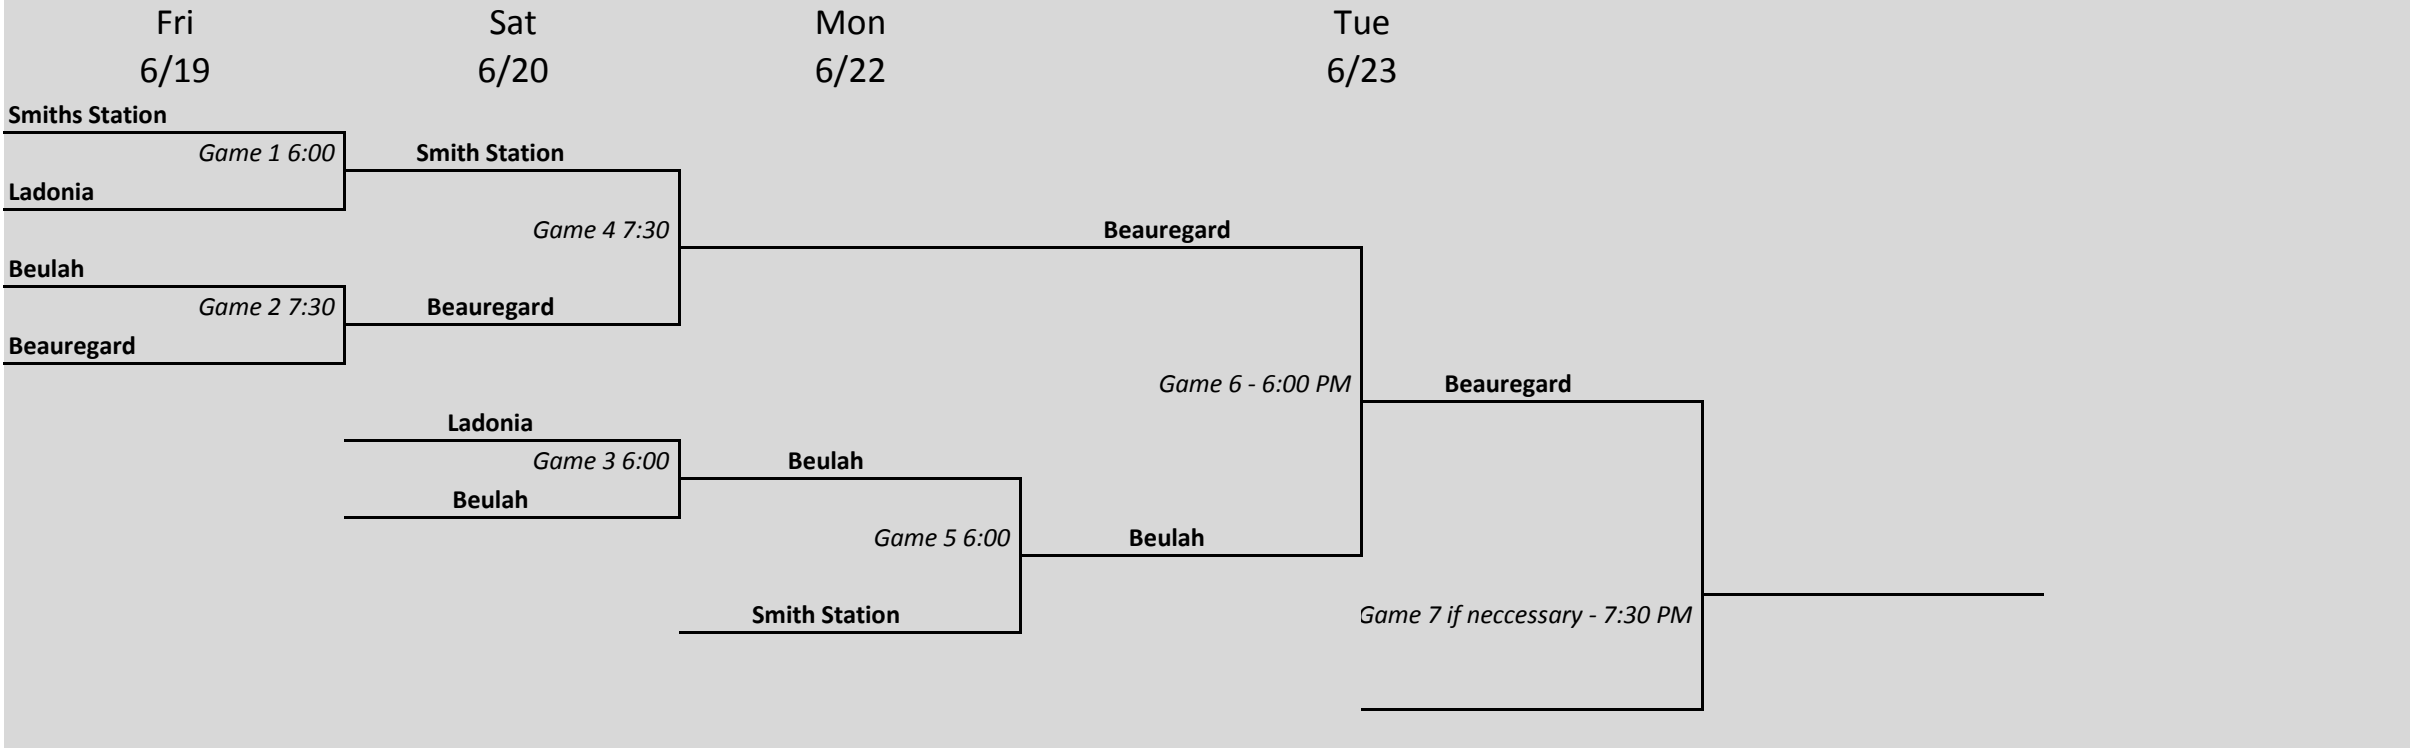 Fri Sat Mon Tue
6/19 6/20 6/22 6/23
Smiths Station
Game 1 6:00 Smith Station
Ladonia
Game 4 7:30 Beauregard
Beulah
Game 2 7:30 Beauregard
Beauregard
Game 6 - 6:00 PM Beauregard
Ladonia
Game 3 6:00 Beulah
Beulah
Game 5 6:00 Beulah
Smith Station Game 7 if neccessary - 7:30 PM